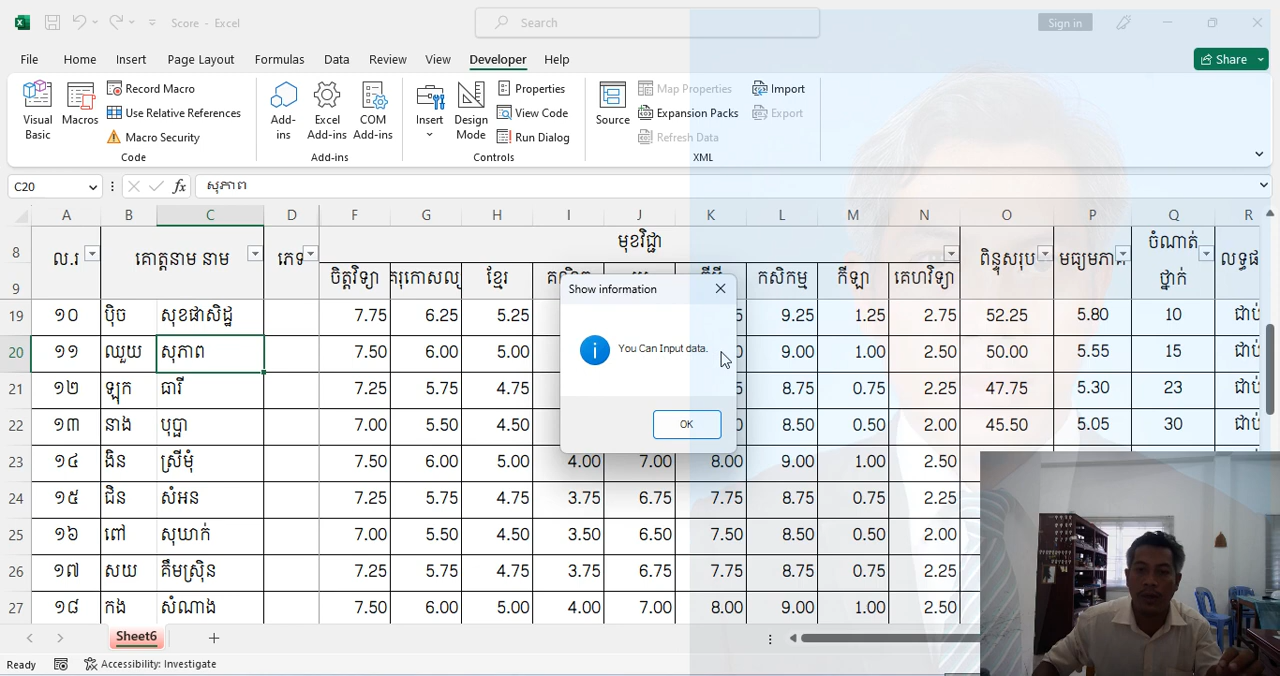 Score - Excel
Search
Sign in
File Home Insert Page Layout Formulas Data Review View Developer Help
Share
Visual Basic
Macros
Record Macro
Use Relative References
Macro Security
Code
Add-ins
Excel Add-ins
COM Add-ins
Add-ins
Insert
Design Mode
Properties
View Code
Run Dialog
Controls
Source
Map Properties
Expansion Packs
Refresh Data
Import
Export
XML
C20 fx សុភាព
A B C D F G H I J K L M N O P Q R
8 ល.រ គោត្តនាម នាម ភេទ មុខវិជ្ជា ពិន្ទុសរុប មធ្យមភាគ ចំណាត់ថ្នាក់
9 ចិត្តវិទ្យា ខ្មែរ កសិកម្ម កីឡា គេហវិទ្យា
19 ១០ ប៉ិច សុខផាសិដ្ឋ 7.75 6.25 5.25 9.25 1.25 2.75 52.25 5.80 10 ជាប់
20 ១១ ឈួយ សុភាព 7.50 6.00 5.00 9.00 1.00 2.50 50.00 5.55 15 ជាប់
21 ១២ ឡុក ធារី 7.25 5.75 4.75 8.75 0.75 2.25 47.75 5.30 23 ជាប់
22 ១៣ នាង បុប្ផា 7.00 5.50 4.50 8.50 0.50 2.00 45.50 5.05 30 ជាប់
23 ១៤ ងិន ស្រីមុំ 7.50 6.00 5.00 4.00 7.00 8.00 9.00 1.00 2.50
24 ១៥ ជិន សំអន 7.25 5.75 4.75 3.75 6.75 7.75 8.75 0.75 2.25
25 ១៦ ពៅ សុឃាក់ 7.00 5.50 4.50 3.50 6.50 7.50 8.50 0.50 2.00
26 ១៧ សយ គឹមស្រ៊ិន 7.25 5.75 4.75 3.75 6.75 7.75 8.75 0.75 2.25
27 ១៨ កង សំណាង 7.50 6.00 5.00 4.00 7.00 8.00 9.00 1.00 2.50
Show information
You Can Input data.
OK
Sheet6
Ready Accessibility: Investigate